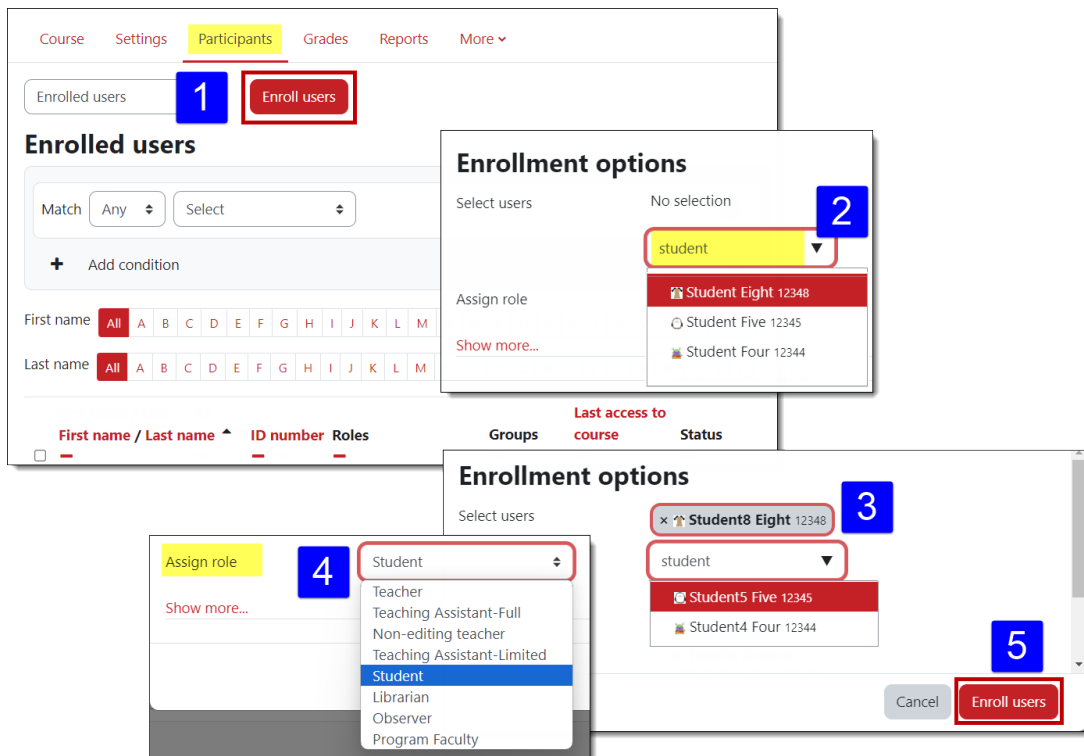 Course Settings Participants Grades Reports More
Enrolled users 1 Enroll users
Enrolled users
Match Any Select
+ Add condition
First name All A B C D E F G H I J K L M
Last name All A B C D E F G H I J K L M
First name / Last name ID number Roles Groups Last access to course Status
Enrollment options
Select users No selection
2
student
Student Eight 12348
Student Five 12345
Student Four 12344
Assign role
Show more...
Enrollment options
Select users
× Student8 Eight 12348
3
student
Student5 Five 12345
Student4 Four 12344
Assign role 4 Student
Show more...
Teacher
Teaching Assistant-Full
Non-editing teacher
Teaching Assistant-Limited
Student
Librarian
Observer
Program Faculty
5
Cancel Enroll users